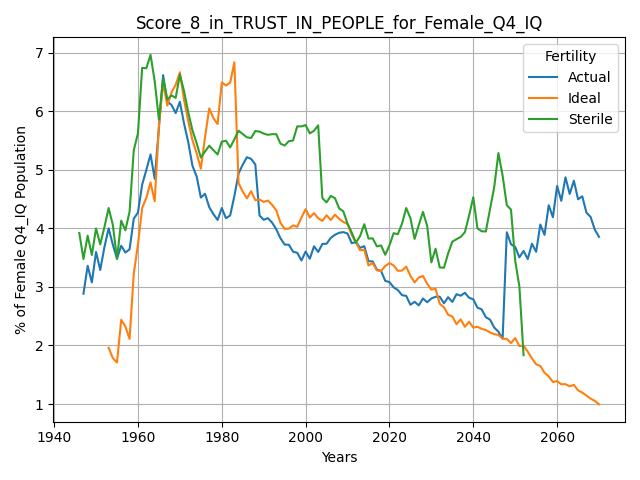 Score_8_in_TRUST_IN_PEOPLE_for_Female_Q4_IQ
Fertility
Actual
Ideal
Sterile
% of Female Q4_IQ Population
7
6
5
4
3
2
1
1940
1960
1980
2000
2020
2040
2060
Years